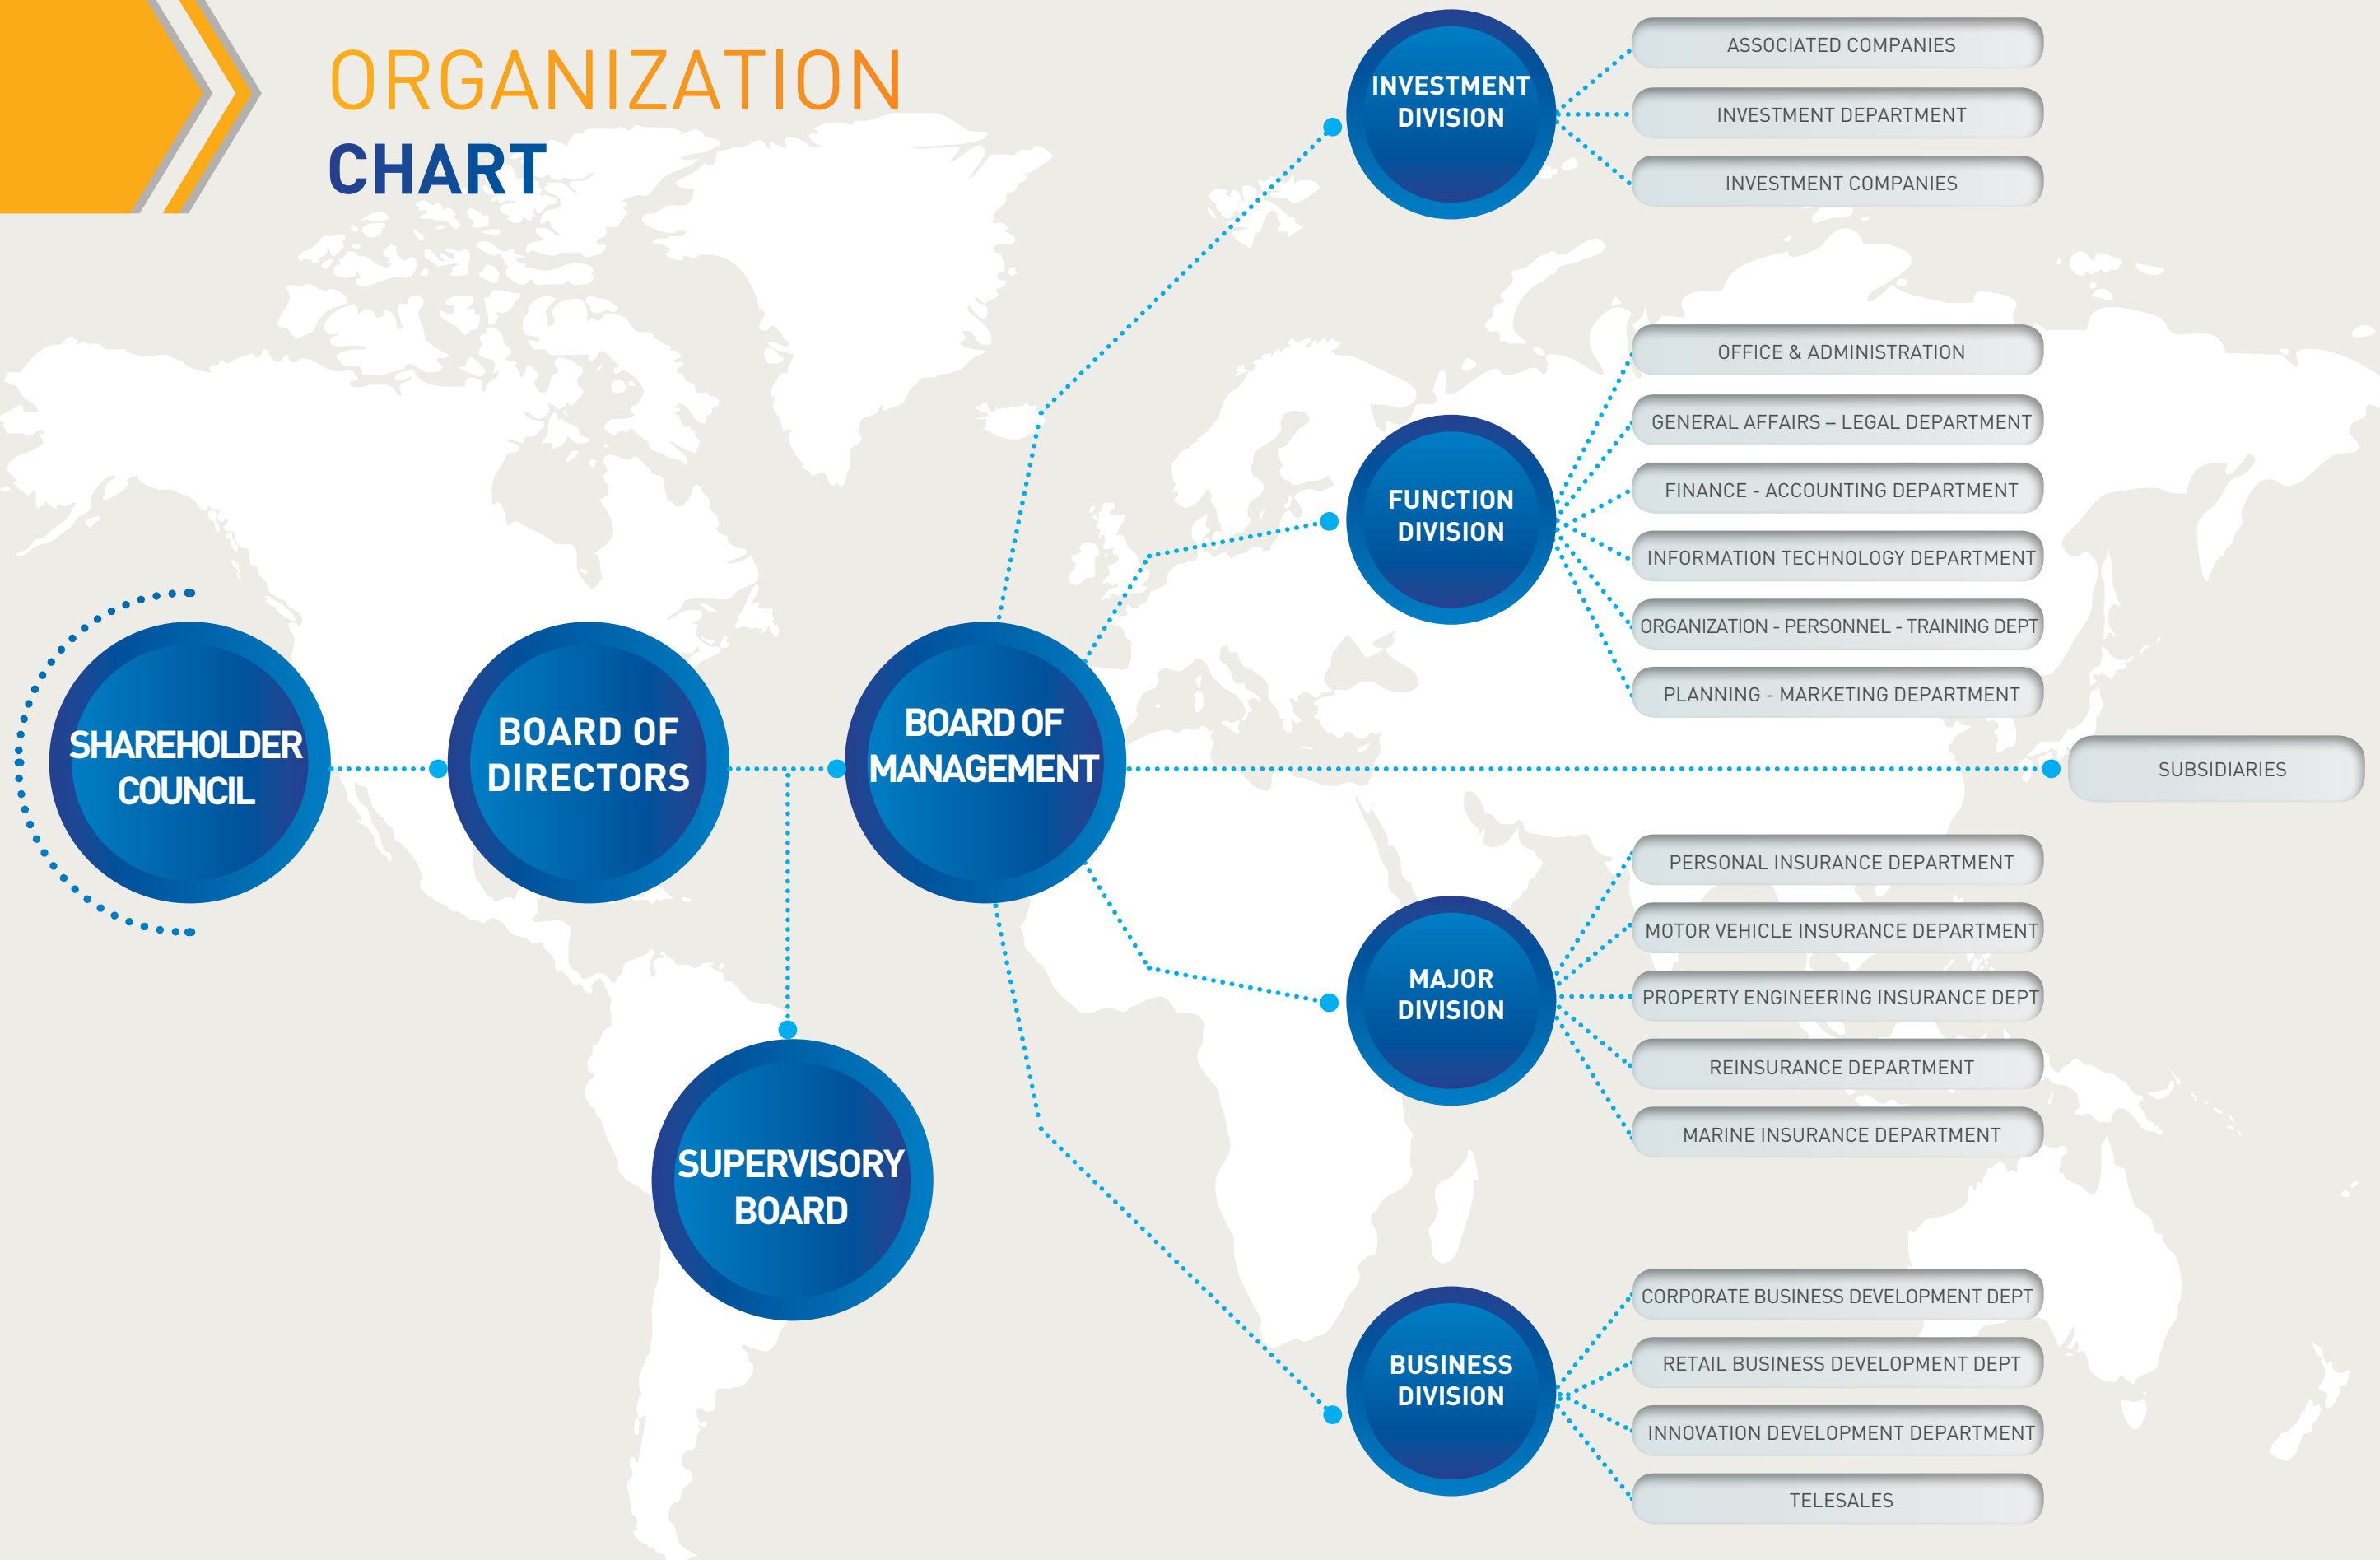 ORGANIZATION
CHART
SHAREHOLDER
COUNCIL
BOARD OF
DIRECTORS
BOARD OF
MANAGEMENT
SUPERVISORY
BOARD
INVESTMENT
DIVISION
ASSOCIATED COMPANIES
INVESTMENT DEPARTMENT
INVESTMENT COMPANIES
FUNCTION
DIVISION
OFFICE & ADMINISTRATION
GENERAL AFFAIRS – LEGAL DEPARTMENT
FINANCE - ACCOUNTING DEPARTMENT
INFORMATION TECHNOLOGY DEPARTMENT
ORGANIZATION - PERSONNEL - TRAINING DEPT
PLANNING - MARKETING DEPARTMENT
SUBSIDIARIES
MAJOR
DIVISION
PERSONAL INSURANCE DEPARTMENT
MOTOR VEHICLE INSURANCE DEPARTMENT
PROPERTY ENGINEERING INSURANCE DEPT
REINSURANCE DEPARTMENT
MARINE INSURANCE DEPARTMENT
BUSINESS
DIVISION
CORPORATE BUSINESS DEVELOPMENT DEPT
RETAIL BUSINESS DEVELOPMENT DEPT
INNOVATION DEVELOPMENT DEPARTMENT
TELESALES